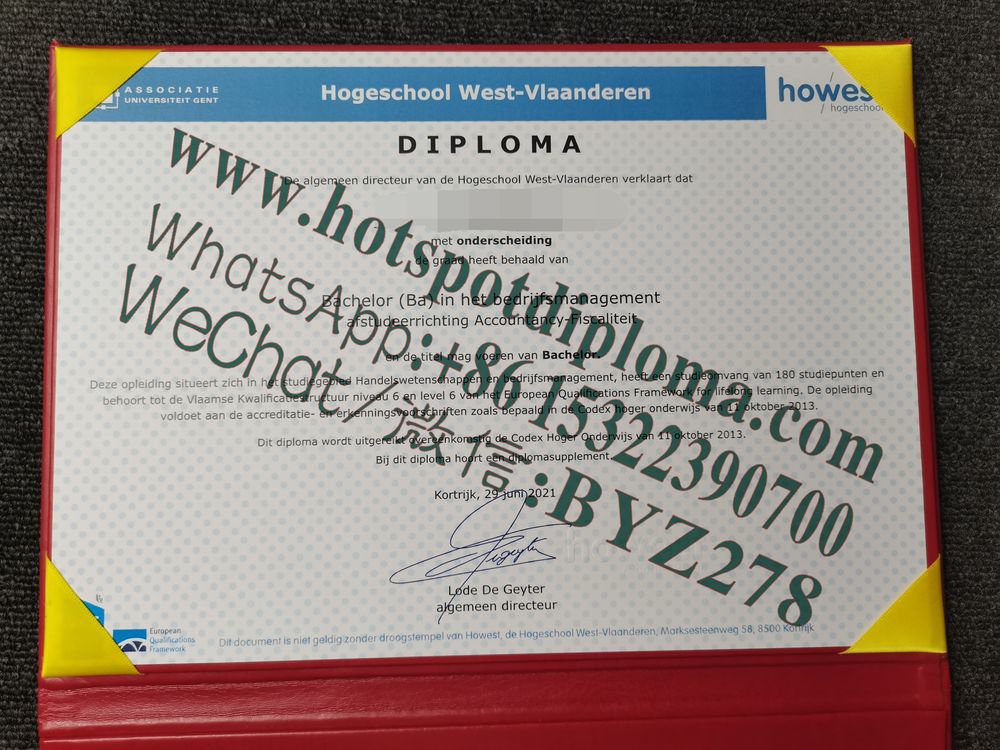 ASSOCIATIE
UNIVERSITEIT GENT
Hogeschool West-Vlaanderen
howest
hogeschool
DIPLOMA
De algemeen directeur van de Hogeschool West-Vlaanderen verklaart dat
met onderscheiding
de graad heeft behaald van
Bachelor (Ba) in het bedrijfsmanagement
afstudeerrichting Accountancy-Fiscaliteit
en de titel mag voeren van Bachelor.
Deze opleiding situeert zich in het studiegebied Handelswetenschappen en bedrijfsmanagement, heeft een studieomvang van 180 studiepunten en
behoort tot de Vlaamse Kwalificatiestructuur niveau 6 en level 6 van het European Qualifications Framework for lifelong learning. De opleiding
voldoet aan de accreditatie- en erkenningsvoorschriften zoals bepaald in de Codex hoger onderwijs van 11 oktober 2013.
Dit diploma wordt uitgereikt overeenkomstig de Codex Hoger Onderwijs van 11 oktober 2013.
Bij dit diploma hoort een diplomasupplement.
Kortrijk, 29 juni 2021
Lode De Geyter
algemeen directeur
European
Qualifications
Framework
Dit document is niet geldig zonder droogstempel van Howest, de Hogeschool West-Vlaanderen, Marksesteenweg 58, 8500 Kortrijk
www.hotspotdiploma.com
WhatsApp:+86 15322390700
WeChat/微信:BYZ278